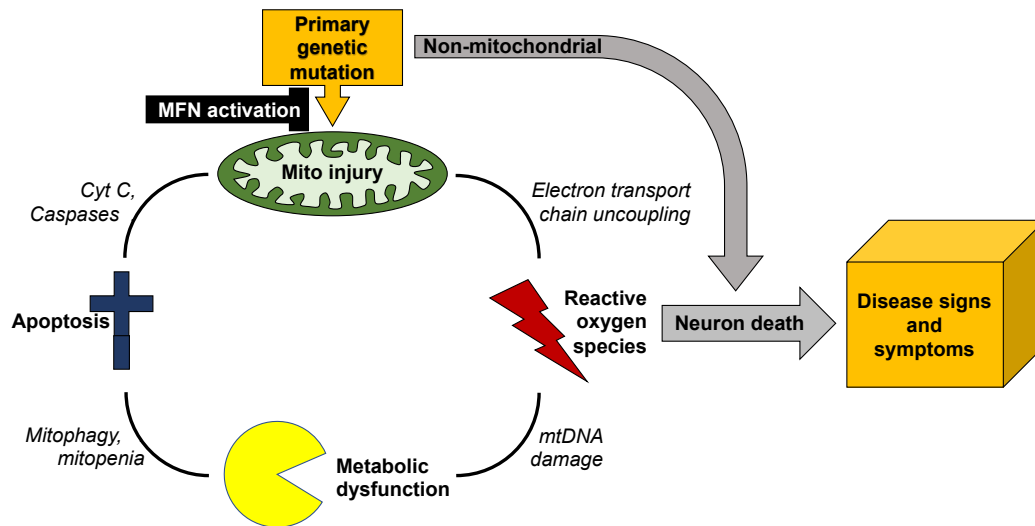 Primary
genetic
mutation
Non-mitochondrial
MFN activation
Mito injury
Cyt C,
Caspases
Electron transport
chain uncoupling
Apoptosis
Reactive
oxygen
species
Neuron death
Disease signs
and
symptoms
Mitophagy,
mitopenia
Metabolic
dysfunction
mtDNA
damage